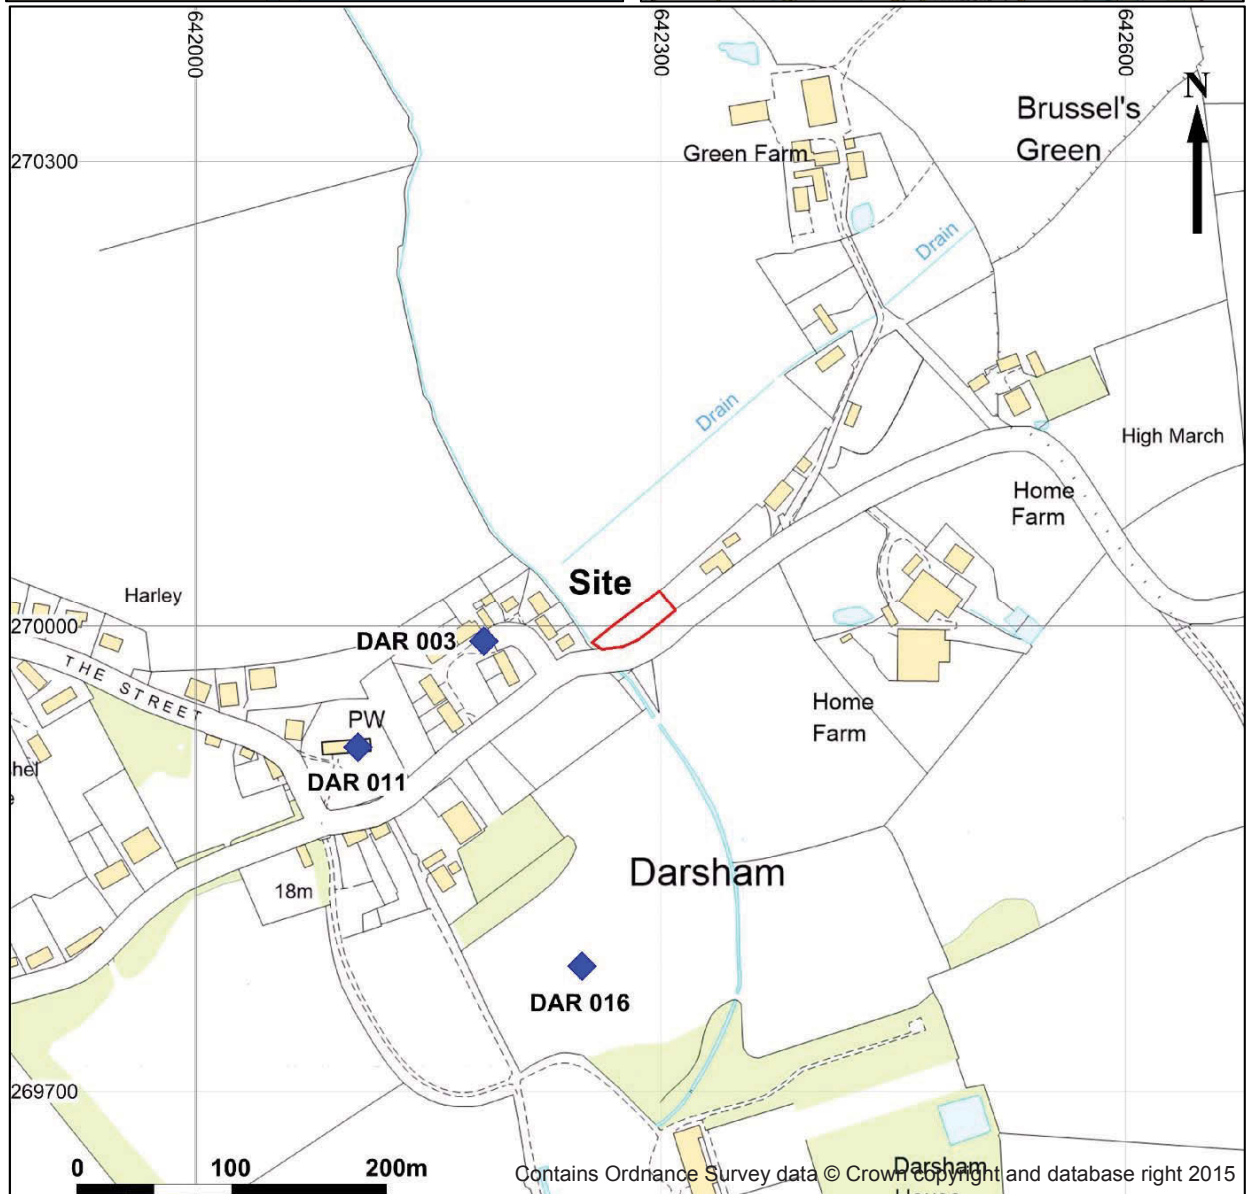 642000
642300
642600
N
Brussel's
Green
270300
Green Farm
Drain
Drain
High March
Home
Farm
Site
Harley
270000
DAR 003
THE STREET
PW
Home
Farm
DAR 011
Darsham
18m
DAR 016
269700
0 100 200m
Darsham
Contains Ordnance Survey data © Crown copyright and database right 2015